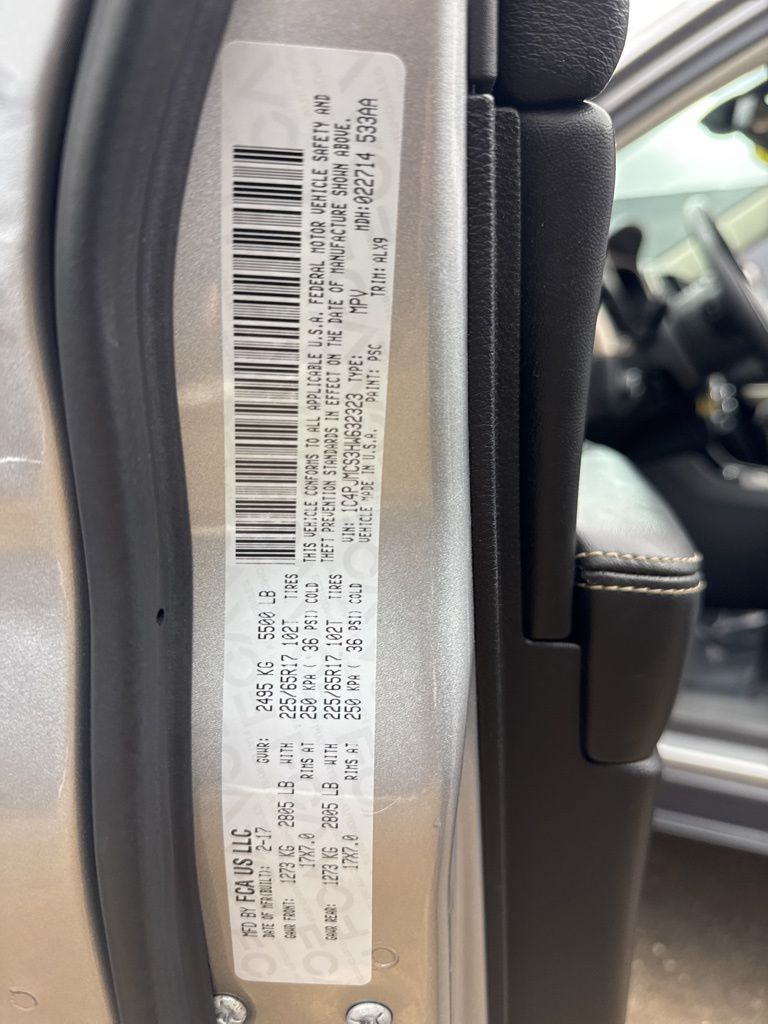 MFD BY FCA US LLC
DATE OF MFR(BUILT): 2-17 GVWR: 2495 KG 5500 LB
GAWR FRONT: 1273 KG 2805 LB WITH 225/65R17 102T TIRES
17X7.0 RIMS AT 250 KPA ( 36 PSI) COLD
GAWR REAR: 1273 KG 2805 LB WITH 225/65R17 102T TIRES
17X7.0 RIMS AT 250 KPA ( 36 PSI) COLD
THIS VEHICLE CONFORMS TO ALL APPLICABLE U.S.A. FEDERAL MOTOR VEHICLE SAFETY AND
THEFT PREVENTION STANDARDS IN EFFECT ON THE DATE OF MANUFACTURE SHOWN ABOVE.
VIN: 1C4PJMCS3HW632323 TYPE: MPV MDH:022714 533AA
VEHICLE MADE IN U.S.A. PAINT: PSC TRIM: ALX9